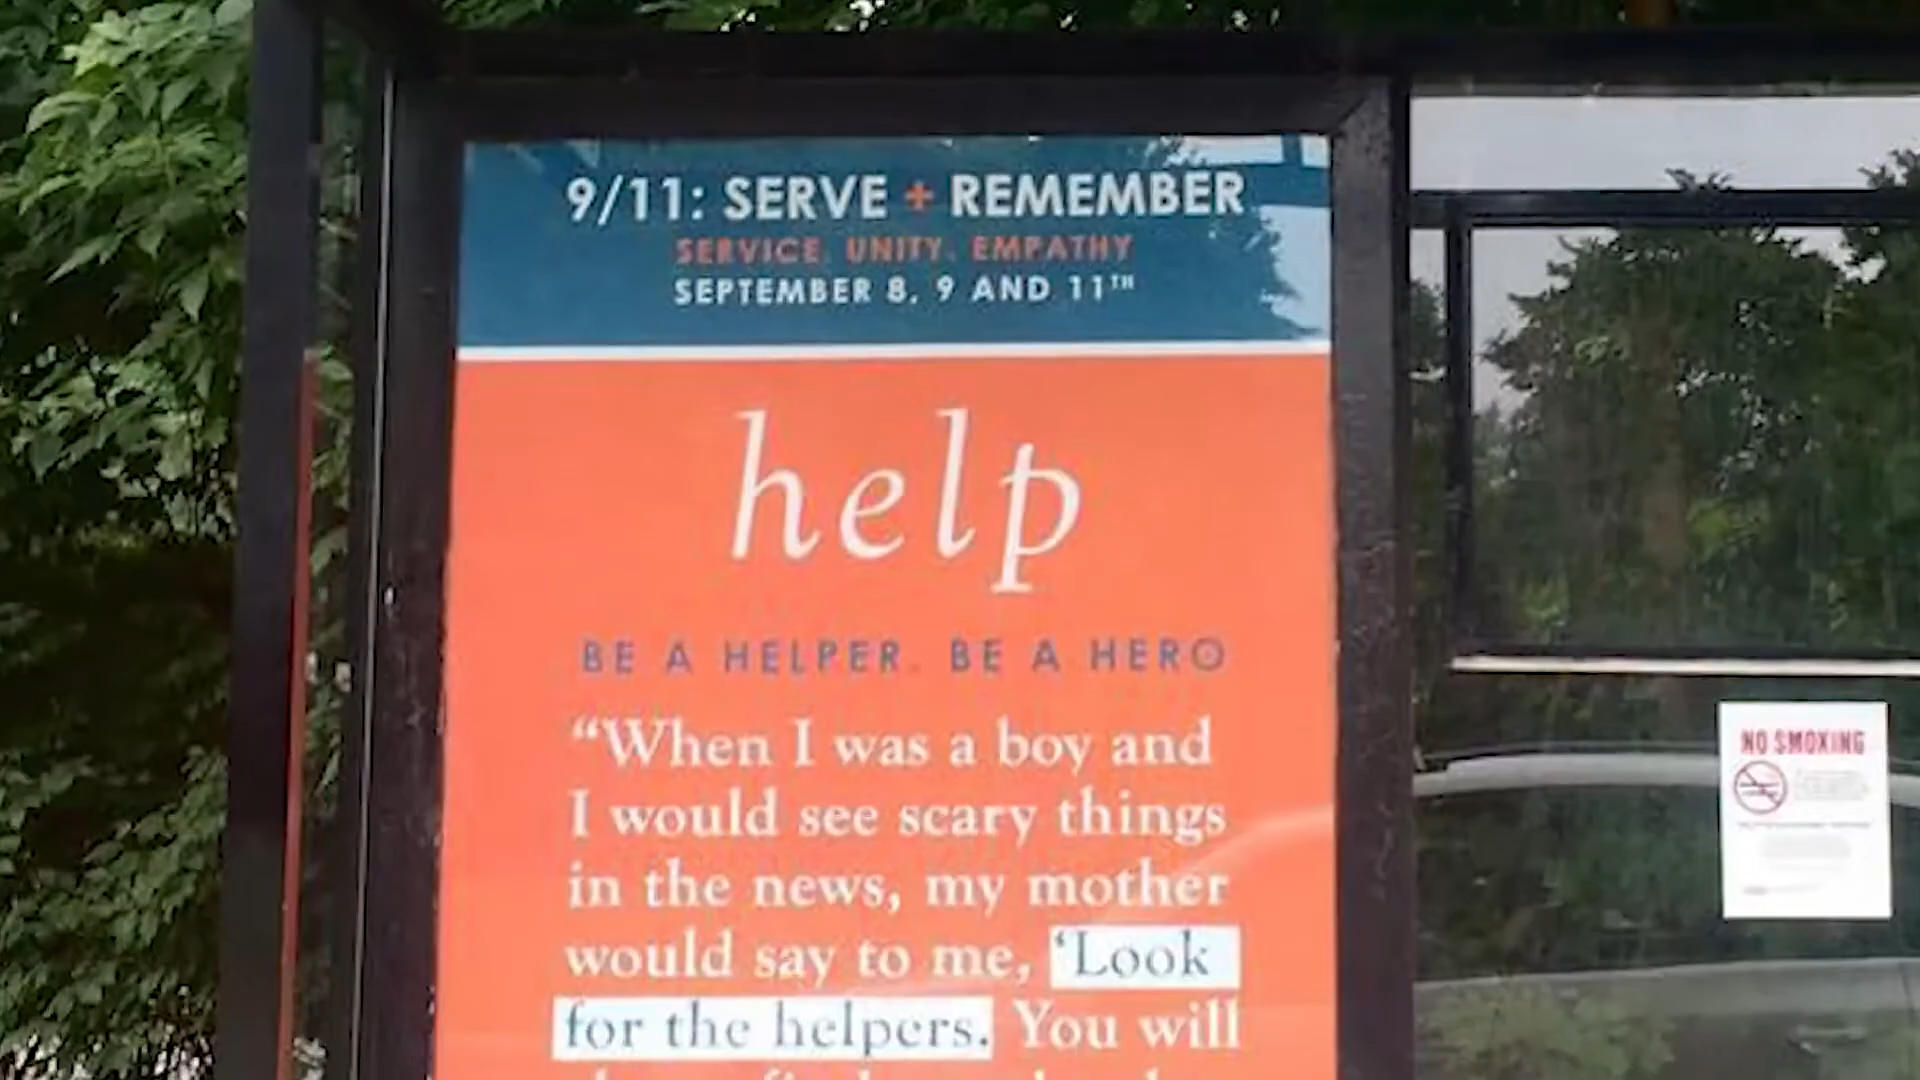 9/11: SERVE + REMEMBER
SERVICE. UNITY. EMPATHY
SEPTEMBER 8, 9 AND 11TH
help
BE A HELPER. BE A HERO
“When I was a boy and
I would see scary things
in the news, my mother
would say to me, ‘Look
for the helpers. You will
NO SMOKING